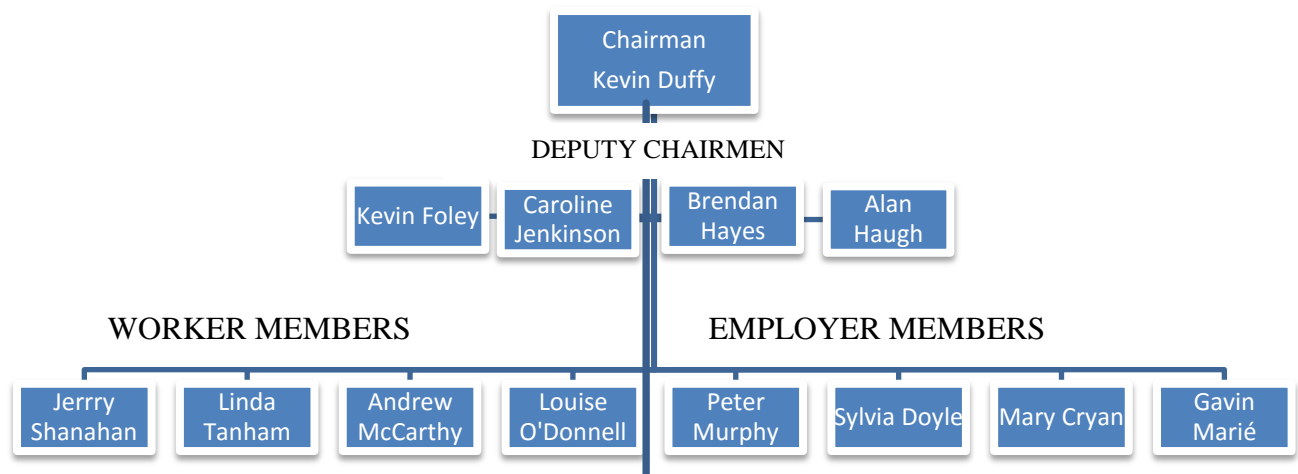 Chairman
Kevin Duffy
DEPUTY CHAIRMEN
Kevin Foley
Caroline
Jenkinson
Brendan
Hayes
Alan
Haugh
WORKER MEMBERS
EMPLOYER MEMBERS
Jerrry
Shanahan
Linda
Tanham
Andrew
McCarthy
Louise
O'Donnell
Peter
Murphy
Sylvia Doyle
Mary Cryan
Gavin
Marié